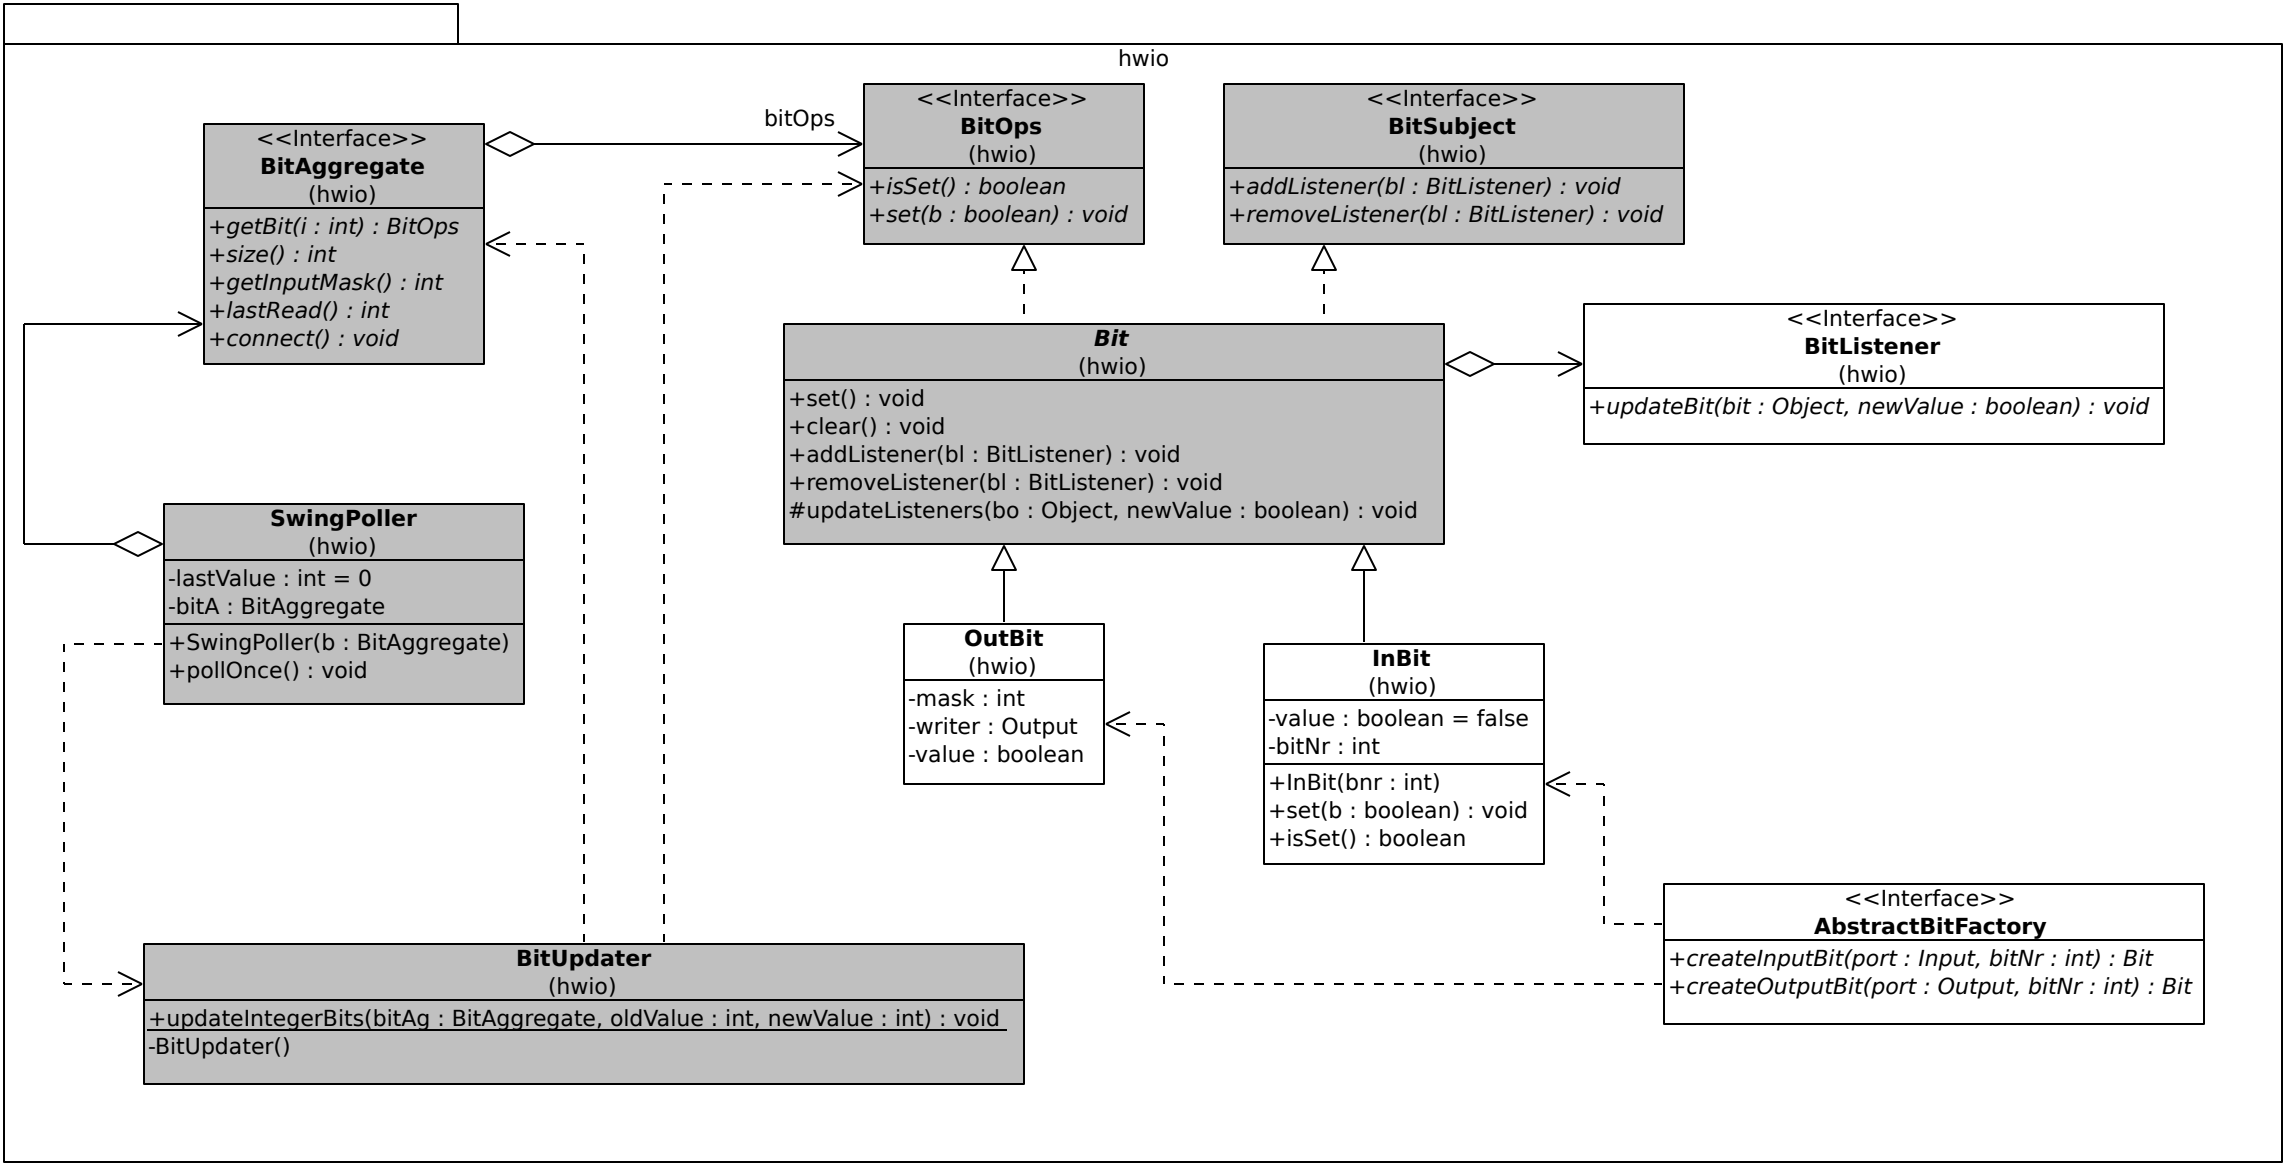 hwio
bitOps
<<Interface>>
BitAggregate
(hwio)
+getBit(i : int) : BitOps
+size() : int
+getInputMask() : int
+lastRead() : int
+connect() : void
<<Interface>>
BitOps
(hwio)
+isSet() : boolean
+set(b : boolean) : void
<<Interface>>
BitSubject
(hwio)
+addListener(bl : BitListener) : void
+removeListener(bl : BitListener) : void
<<Interface>>
BitListener
(hwio)
+updateBit(bit : Object, newValue : boolean) : void
Bit
(hwio)
+set() : void
+clear() : void
+addListener(bl : BitListener) : void
+removeListener(bl : BitListener) : void
#updateListeners(bo : Object, newValue : boolean) : void
SwingPoller
(hwio)
-lastValue : int = 0
-bitA : BitAggregate
+SwingPoller(b : BitAggregate)
+pollOnce() : void
OutBit
(hwio)
-mask : int
-writer : Output
-value : boolean
InBit
(hwio)
-value : boolean = false
-bitNr : int
+InBit(bnr : int)
+set(b : boolean) : void
+isSet() : boolean
<<Interface>>
AbstractBitFactory
+createInputBit(port : Input, bitNr : int) : Bit
+createOutputBit(port : Output, bitNr : int) : Bit
BitUpdater
(hwio)
+updateIntegerBits(bitAg : BitAggregate, oldValue : int, newValue : int) : void
-BitUpdater()